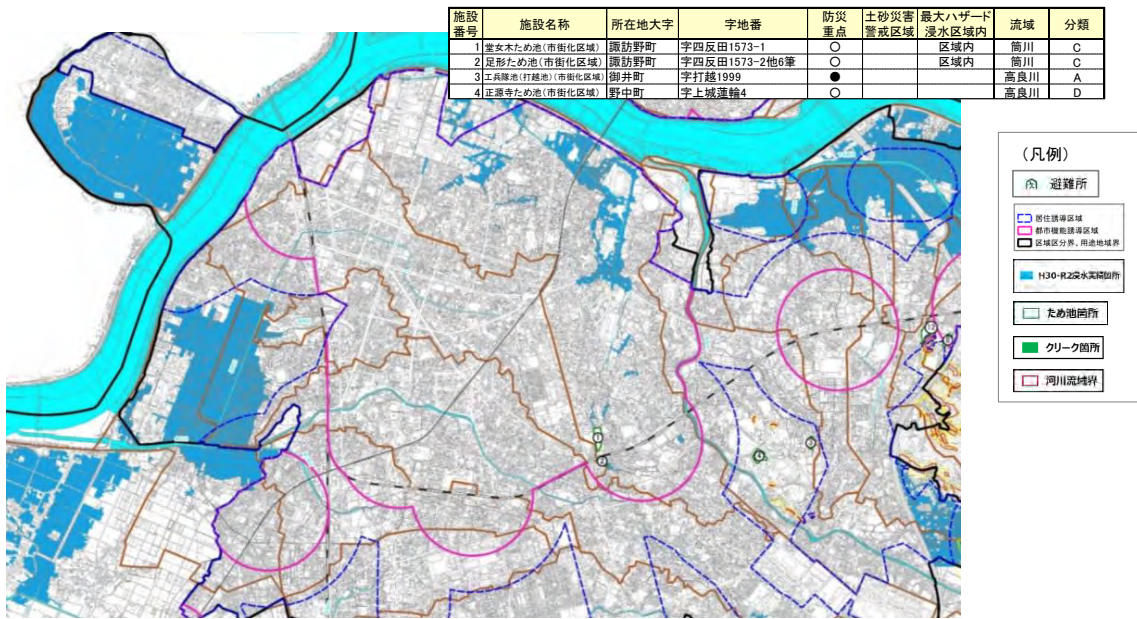 施設番号 施設名称 所在地大字 字地番 防災重点 土砂災害警戒区域 最大ハザード浸水区域内 流域 分類
1 堂女木ため池(市街化区域) 諏訪野町 字四反田1573-1 ○ 区域内 筒川 C
2 足形ため池(市街化区域) 諏訪野町 字四反田1573-2他6筆 ○ 区域内 筒川 C
3 工兵隊池(打越池)(市街化区域) 御井町 字打越1999 ● 高良川 A
4 正源寺ため池(市街化区域) 野中町 字上城蓮輪4 ○ 高良川 D
(凡例)
避難所
居住誘導区域
都市機能誘導区域
区域区分界、用途地域界
H30-R2浸水実績箇所
ため池箇所
クリーク箇所
河川流域界
1
2
4